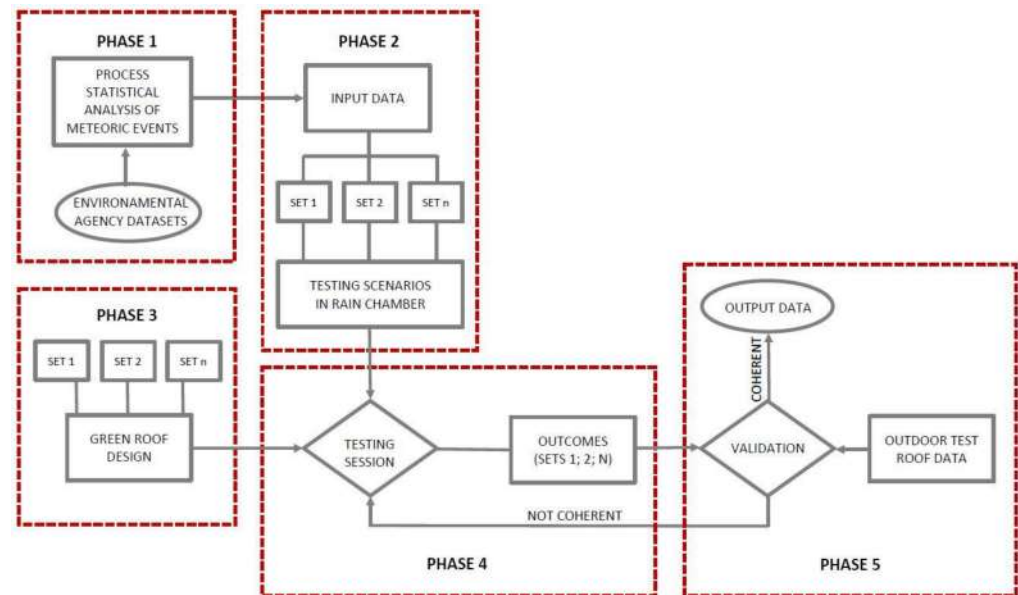 PHASE 1
PROCESS
STATISTICAL
ANALYSIS OF
METEORIC EVENTS
ENVIRONAMENTAL
AGENCY DATASETS
PHASE 2
INPUT DATA
SET 1
SET 2
SET n
TESTING SCENARIOS
IN RAIN CHAMBER
PHASE 3
SET 1
SET 2
SET n
GREEN ROOF
DESIGN
TESTING
SESSION
OUTCOMES
(SETS 1; 2; N)
NOT COHERENT
PHASE 4
OUTPUT DATA
COHERENT
VALIDATION
OUTDOOR TEST
ROOF DATA
PHASE 5